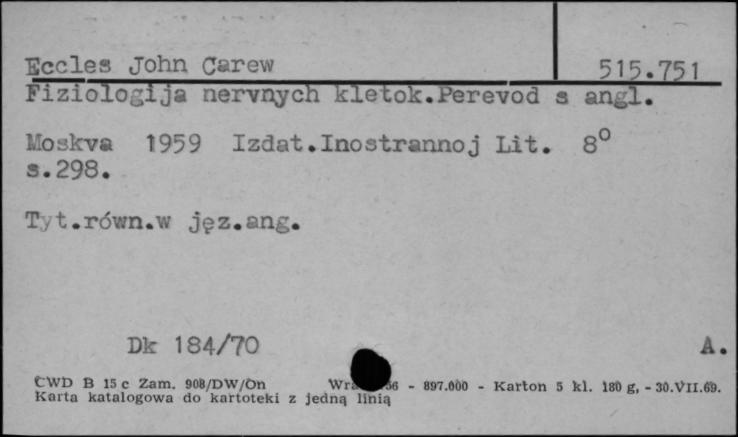 Eccles John Carew 515.751
Fiziologija nervnych kletok.Perevod s angl.
Moskva 1959 Izdat.Inostrannoj Lit. 8°
s.298.
Tyt.równ.w jęz.ang.
Dk 184/70 A.
CWD B 15 c Zam. 908/DW/On - 897.000 - Karton 5 kl. 180 g, - 30.VII.69.
Karta katalogowa do kartoteki z jedną linią